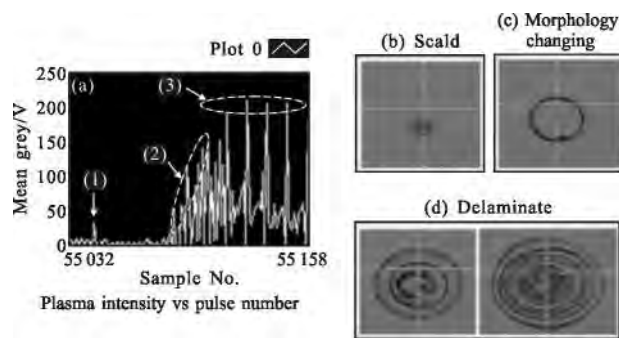 Plot 0
(a)
250
200
150
100
50
0
Mean grey/V
(1)
(2)
(3)
55 032
55 158
Sample No.
Plasma intensity vs pulse number
(b) Scald
(c) Morphology
changing
(d) Delaminate